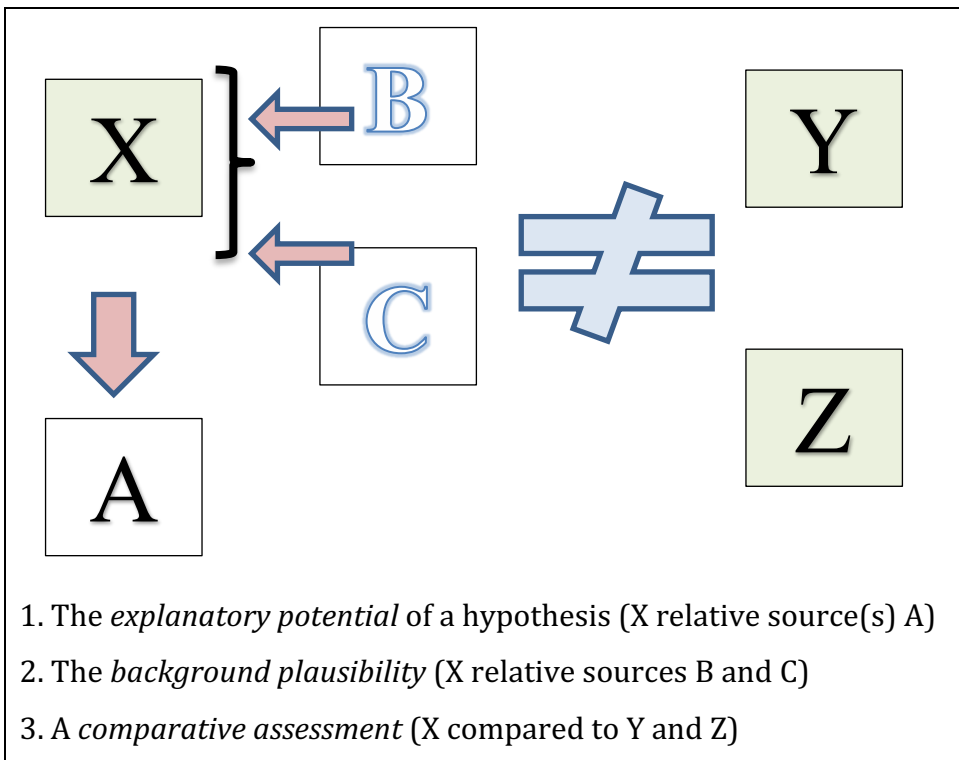 X
B
Y
C
Z
A
1. The explanatory potential of a hypothesis (X relative source(s) A)
2. The background plausibility (X relative sources B and C)
3. A comparative assessment (X compared to Y and Z)